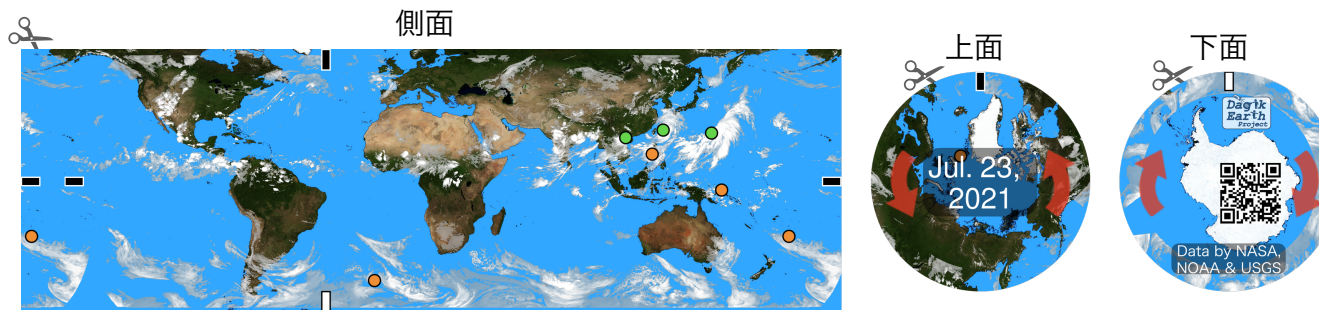 側面
上面
下面
Jul. 23,
2021
Dagik
Earth
Project
Data by NASA,
NOAA & USGS